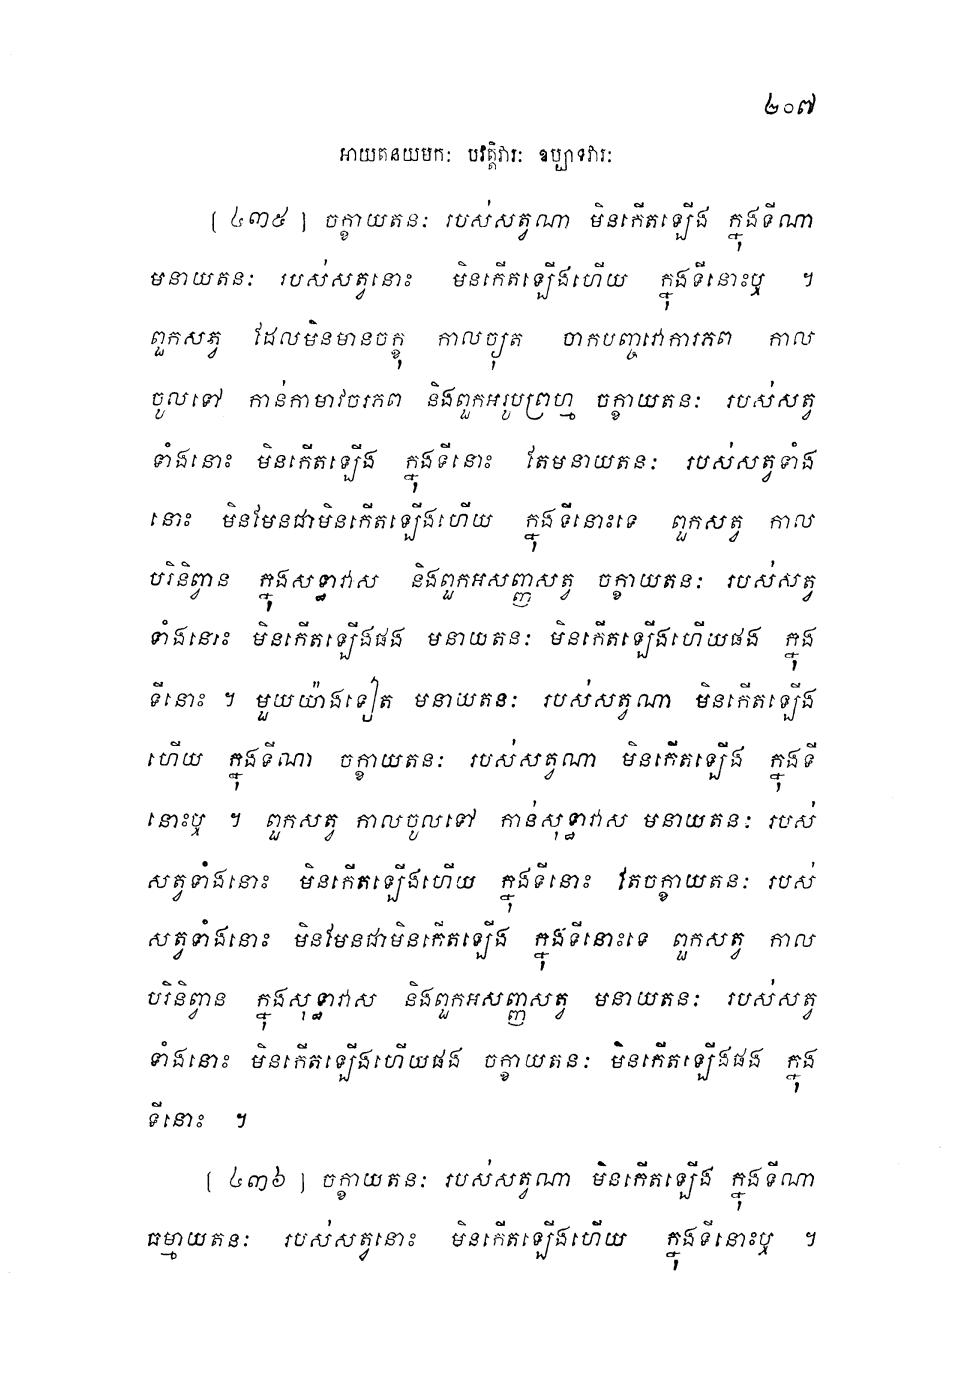 ២០៧
អាយតនយមកៈ បវត្តិវារៈ ឧប្បាទវារៈ
[ ៤៣៥ ] ចក្ខាយតនៈ របស់សត្វណា មិនកើតឡើង ក្នុងទីណា
មនាយតនៈ របស់សត្វនោះ មិនកើតឡើងហើយ ក្នុងទីនោះឬ ។
ពួកសត្វ ដែលមិនមានចក្ខុ កាលច្យុត ចាកបញ្ចវោការភព កាល
ចូលទៅ កាន់កាមាវចរភព និងពួកអរូបព្រហ្ម ចក្ខាយតនៈ របស់សត្វ
ទាំងនោះ មិនកើតឡើង ក្នុងទីនោះ តែមនាយតនៈ របស់សត្វទាំង
នោះ មិនមែនជាមិនកើតឡើងហើយ ក្នុងទីនោះទេ ពួកសត្វ កាល
បរិនិព្វាន ក្នុងសុទ្ធាវាស និងពួកអសញ្ញសត្វ ចក្ខាយតនៈ របស់សត្វ
ទាំងនោះ មិនកើតឡើងផង មនាយតនៈ មិនកើតឡើងហើយផង ក្នុង
ទីនោះ ។ មួយយ៉ាងទៀត មនាយតនៈ របស់សត្វណា មិនកើតឡើង
ហើយ ក្នុងទីណា ចក្ខាយតនៈ របស់សត្វណា មិនកើតឡើង ក្នុងទី
នោះឬ ។ ពួកសត្វ កាលចូលទៅ កាន់សុទ្ធាវាស មនាយតនៈ របស់
សត្វទាំងនោះ មិនកើតឡើងហើយ ក្នុងទីនោះ តែចក្ខាយតនៈ របស់
សត្វទាំងនោះ មិនមែនជាមិនកើតឡើង ក្នុងទីនោះទេ ពួកសត្វ កាល
បរិនិព្វាន ក្នុងសុទ្ធាវាស និងពួកអសញ្ញសត្វ មនាយតនៈ របស់សត្វ
ទាំងនោះ មិនកើតឡើងហើយផង ចក្ខាយតនៈ មិនកើតឡើងផង ក្នុង
ទីនោះ ។
[ ៤៣៦ ] ចក្ខាយតនៈ របស់សត្វណា មិនកើតឡើង ក្នុងទីណា
ធម្មាយតនៈ របស់សត្វនោះ មិនកើតឡើងហើយ ក្នុងទីនោះឬ ។